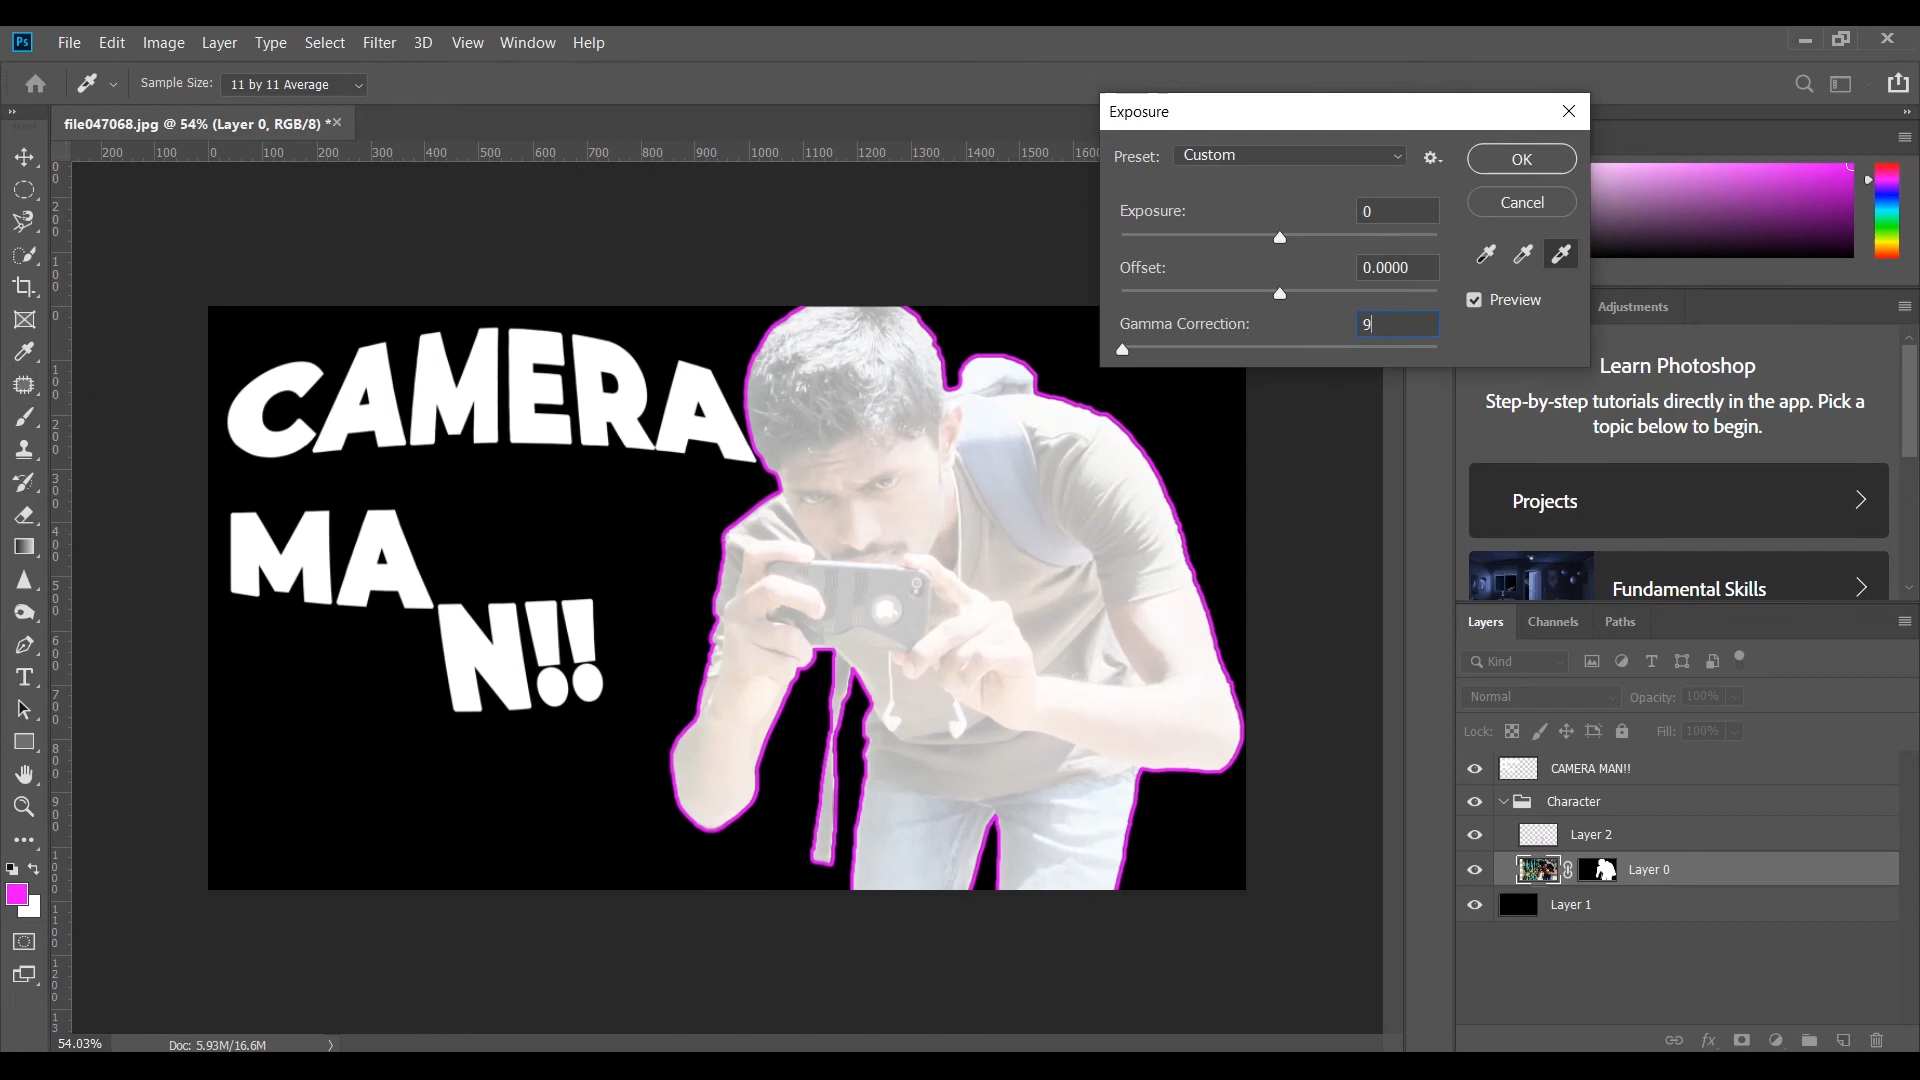 Ps File Edit Image Layer Type Select Filter 3D View Window Help
Sample Size: 11 by 11 Average
file047068.jpg @ 54% (Layer 0, RGB/8) *
200 100 0 100 200 300 400 500 600 700 800 900 1000 1100 1200 1300 1400 1500 1600
Exposure
Preset: Custom
OK
Cancel
Exposure: 0
Offset: 0.0000
Preview
Gamma Correction: 9
CAMERA
MA
N!!
Adjustments
Learn Photoshop
Step-by-step tutorials directly in the app. Pick a
topic below to begin.
Projects
Fundamental Skills
Layers Channels Paths
Kind
Normal Opacity: 100%
Lock: Fill: 100%
CAMERA MAN!!
Character
Layer 2
Layer 0
Layer 1
54.03% Doc: 5.93M/16.6M